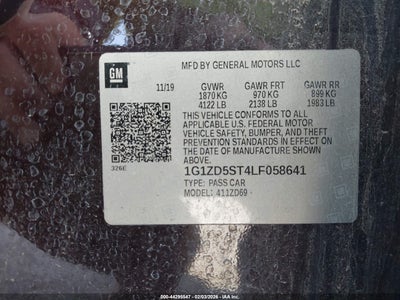 GM
MFD BY GENERAL MOTORS LLC
11/19 GVWR GAWR FRT GAWR RR
1870 KG 970 KG 899 KG
4122 LB 2138 LB 1983 LB
THIS VEHICLE CONFORMS TO ALL
APPLICABLE U.S. FEDERAL MOTOR
VEHICLE SAFETY, BUMPER, AND THEFT
PREVENTION STANDARDS IN EFFECT ON
THE DATE OF MANUFACTURE SHOWN ABOVE.
326E
1G1ZD5ST4LF058641
TYPE: PASS CAR
MODEL: 411ZD69
000-44295547 - 02/03/2026 - IAAI.COM